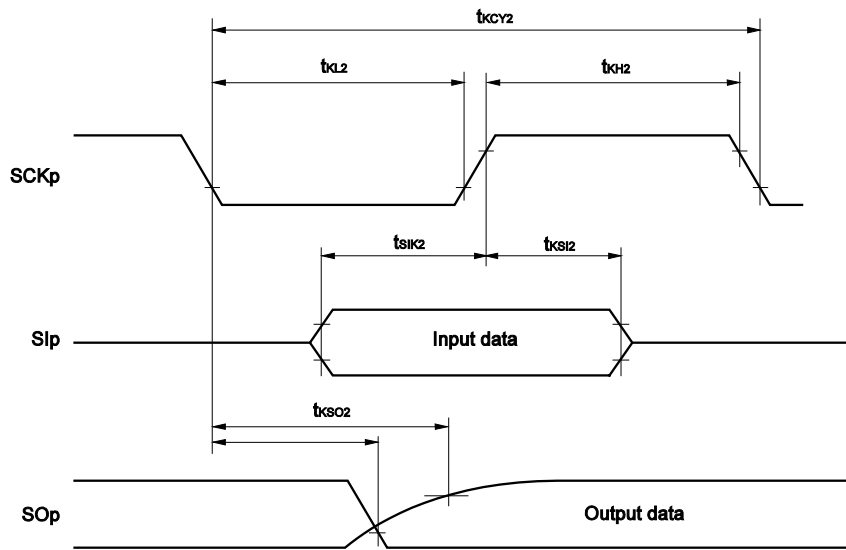 tKCY2
tKL2
tKH2
SCKp
tSIK2
tKSI2
SIp
Input data
tKSO2
SOp
Output data